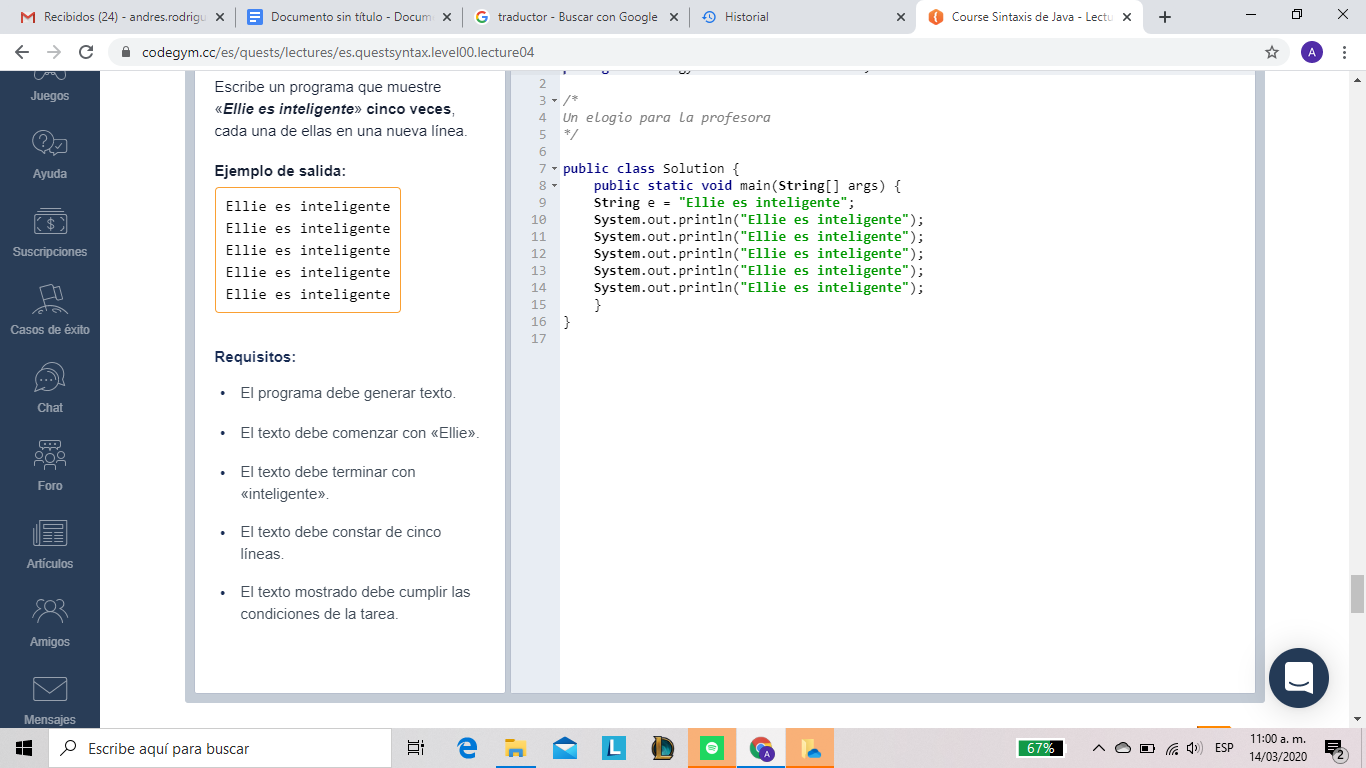 Recibidos (24) - andres.rodrigu
Documento sin título - Docum
traductor - Buscar con Google
Historial
Course Sintaxis de Java - Lectu
codegym.cc/es/quests/lectures/es.questsyntax.level00.lecture04
A
Juegos
Ayuda
Suscripciones
Casos de éxito
Chat
Foro
Artículos
Amigos
Mensajes
Escribe un programa que muestre
«Ellie es inteligente» cinco veces,
cada una de ellas en una nueva línea.
Ejemplo de salida:
Ellie es inteligente
Ellie es inteligente
Ellie es inteligente
Ellie es inteligente
Ellie es inteligente
Requisitos:
• El programa debe generar texto.
• El texto debe comenzar con «Ellie».
• El texto debe terminar con
«inteligente».
• El texto debe constar de cinco
líneas.
• El texto mostrado debe cumplir las
condiciones de la tarea.
2
3 /*
4 Un elogio para la profesora
5 */
6
7 public class Solution {
8 public static void main(String[] args) {
9 String e = "Ellie es inteligente";
10 System.out.println("Ellie es inteligente");
11 System.out.println("Ellie es inteligente");
12 System.out.println("Ellie es inteligente");
13 System.out.println("Ellie es inteligente");
14 System.out.println("Ellie es inteligente");
15 }
16 }
17
Escribe aquí para buscar
67%
ESP
11:00 a. m.
14/03/2020
2